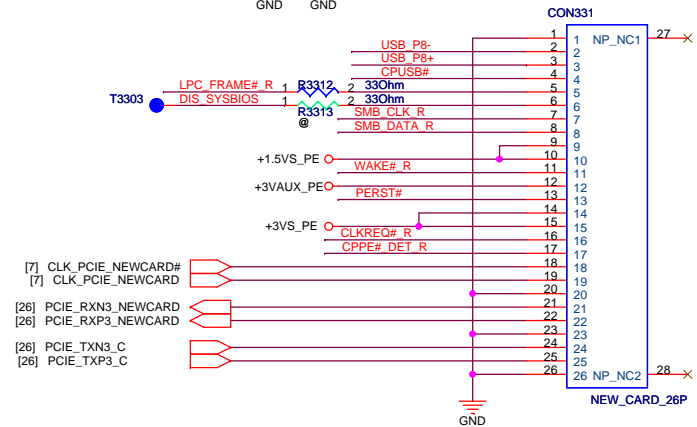 GND GND
CON331
1 1 NP_NC1 27
USB_P8- 2 2
USB_P8+ 3 3
CPUSB# 4 4
LPC_FRAME#_R 1 R3312 2 33Ohm 5 5
T3303 DIS_SYSBIOS 1 R3313 2 33Ohm 6 6
@
SMB_CLK_R 7 7
SMB_DATA_R 8 8
9 9
+1.5VS_PE 10 10
WAKE#_R 11 11
+3VAUX_PE 12 12
PERST# 13 13
14 14
+3VS_PE 15 15
CLKREQ#_R 16 16
CPPE#_DET_R 17 17
[7] CLK_PCIE_NEWCARD# 18 18
[7] CLK_PCIE_NEWCARD 19 19
20 20
[26] PCIE_RXN3_NEWCARD 21 21
[26] PCIE_RXP3_NEWCARD 22 22
23 23
[26] PCIE_TXN3_C 24 24
[26] PCIE_TXP3_C 25 25
26 26 NP_NC2 28
NEW_CARD_26P
GND